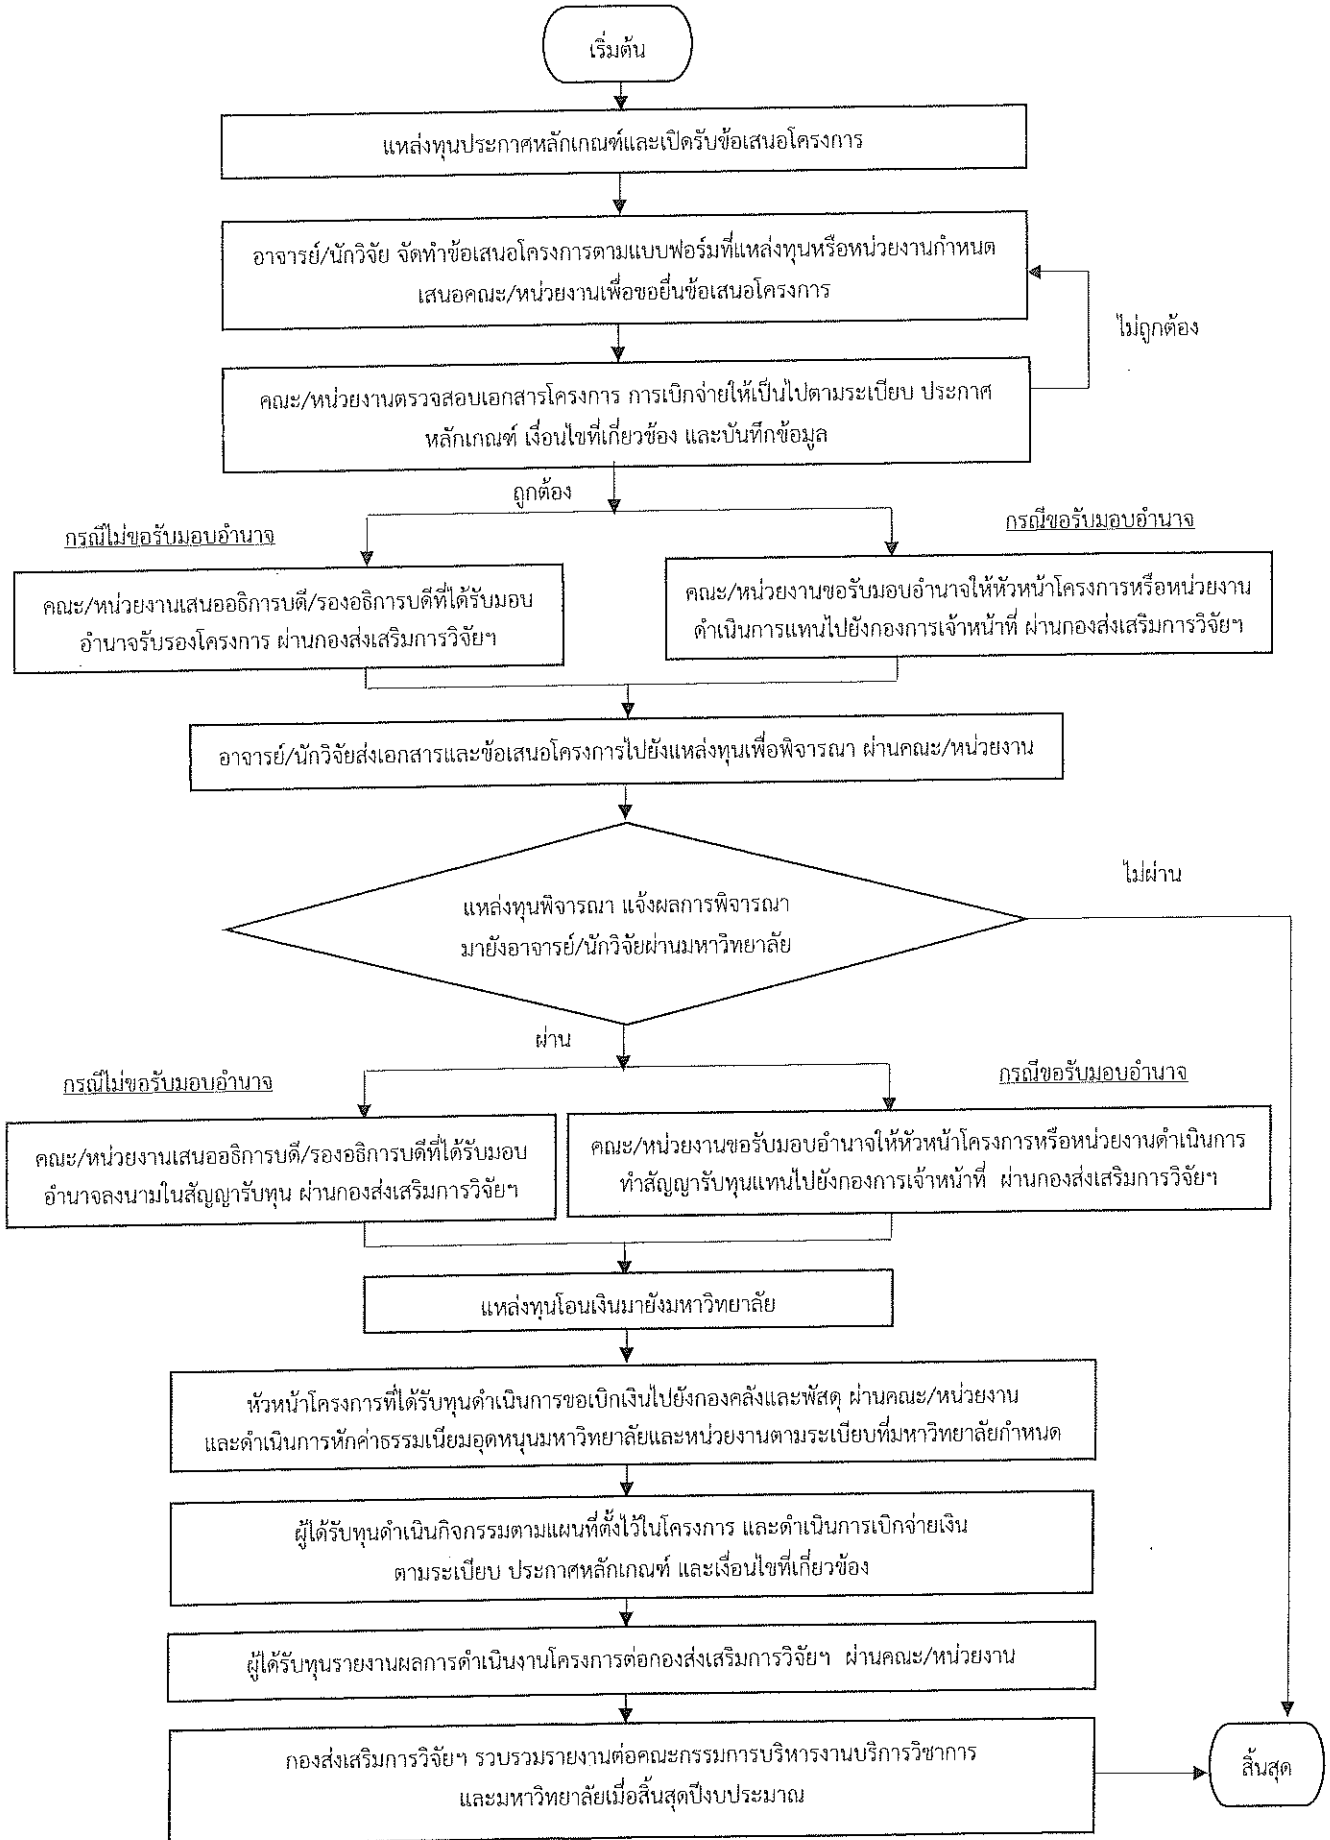 เริ่มต้น
แหล่งทุนประกาศหลักเกณฑ์และเปิดรับข้อเสนอโครงการ
อาจารย์/นักวิจัย จัดทำข้อเสนอโครงการตามแบบฟอร์มที่แหล่งทุนหรือหน่วยงานกำหนด
เสนอคณะ/หน่วยงานเพื่อขอยื่นข้อเสนอโครงการ
ไม่ถูกต้อง
คณะ/หน่วยงานตรวจสอบเอกสารโครงการ การเบิกจ่ายให้เป็นไปตามระเบียบ ประกาศ
หลักเกณฑ์ เงื่อนไขที่เกี่ยวข้อง และบันทึกข้อมูล
ถูกต้อง
กรณีไม่ขอรับมอบอำนาจ
กรณีขอรับมอบอำนาจ
คณะ/หน่วยงานเสนออธิการบดี/รองอธิการบดีที่ได้รับมอบ
อำนาจรับรองโครงการ ผ่านกองส่งเสริมการวิจัยฯ
คณะ/หน่วยงานขอรับมอบอำนาจให้หัวหน้าโครงการหรือหน่วยงาน
ดำเนินการแทนไปยังกองการเจ้าหน้าที่ ผ่านกองส่งเสริมการวิจัยฯ
อาจารย์/นักวิจัยส่งเอกสารและข้อเสนอโครงการไปยังแหล่งทุนเพื่อพิจารณา ผ่านคณะ/หน่วยงาน
แหล่งทุนพิจารณา แจ้งผลการพิจารณา
มายังอาจารย์/นักวิจัยผ่านมหาวิทยาลัย
ไม่ผ่าน
ผ่าน
กรณีไม่ขอรับมอบอำนาจ
กรณีขอรับมอบอำนาจ
คณะ/หน่วยงานเสนออธิการบดี/รองอธิการบดีที่ได้รับมอบ
อำนาจลงนามในสัญญารับทุน ผ่านกองส่งเสริมการวิจัยฯ
คณะ/หน่วยงานขอรับมอบอำนาจให้หัวหน้าโครงการหรือหน่วยงานดำเนินการ
ทำสัญญารับทุนแทนไปยังกองการเจ้าหน้าที่ ผ่านกองส่งเสริมการวิจัยฯ
แหล่งทุนโอนเงินมายังมหาวิทยาลัย
หัวหน้าโครงการที่ได้รับทุนดำเนินการขอเบิกเงินไปยังกองคลังและพัสดุ ผ่านคณะ/หน่วยงาน
และดำเนินการหักค่าธรรมเนียมอุดหนุนมหาวิทยาลัยและหน่วยงานตามระเบียบที่มหาวิทยาลัยกำหนด
ผู้ได้รับทุนดำเนินกิจกรรมตามแผนที่ตั้งไว้ในโครงการ และดำเนินการเบิกจ่ายเงิน
ตามระเบียบ ประกาศหลักเกณฑ์ และเงื่อนไขที่เกี่ยวข้อง
ผู้ได้รับทุนรายงานผลการดำเนินงานโครงการต่อกองส่งเสริมการวิจัยฯ ผ่านคณะ/หน่วยงาน
กองส่งเสริมการวิจัยฯ รวบรวมรายงานต่อคณะกรรมการบริหารงานบริการวิชาการ
และมหาวิทยาลัยเมื่อสิ้นสุดปีงบประมาณ
สิ้นสุด